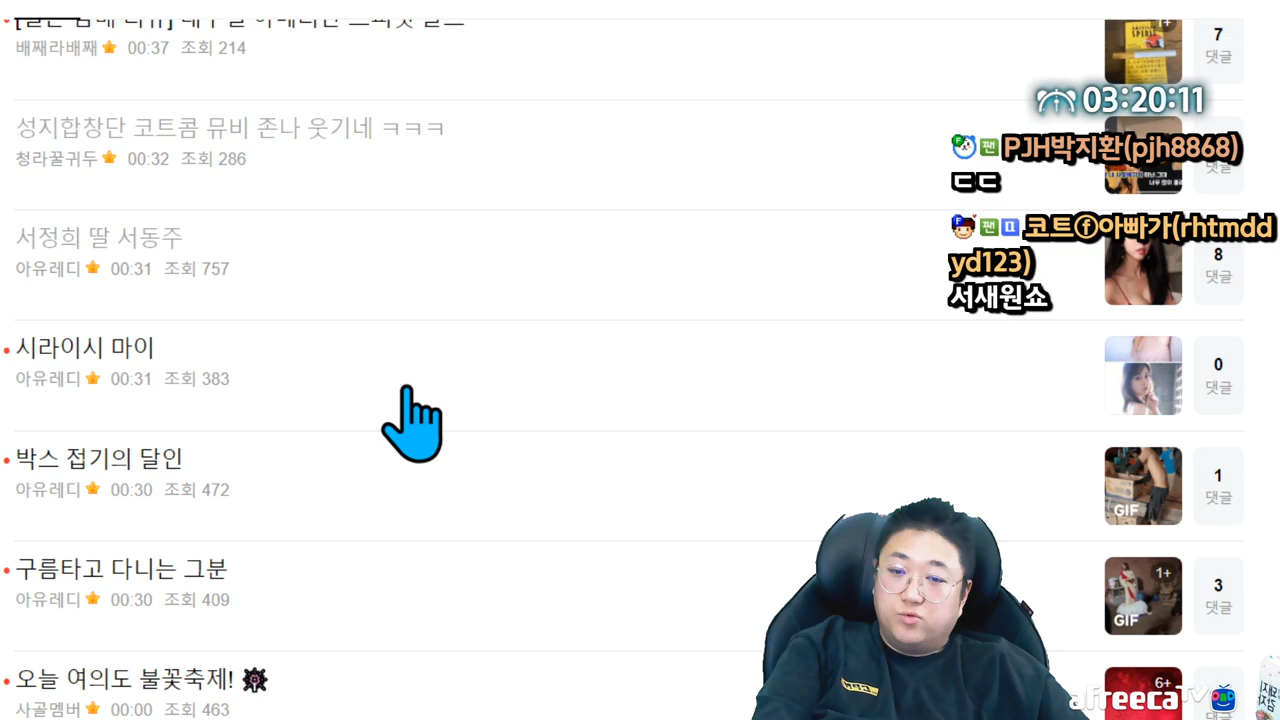 배째라배째 00:37 조회 214
7
댓글
03:20:11
성지합창단 코트콤 뮤비 존나 웃기네 ㅋㅋㅋ
청라꿀귀두 00:32 조회 286
댓글
팬 PJH박지환(pjh8868)
ㄷㄷ
서정희 딸 서동주
아유레디 00:31 조회 757
8
댓글
팬 코트ⓕ아빠가(rhtmdd
yd123)
서새원쇼
시라이시 마이
아유레디 00:31 조회 383
0
댓글
박스 접기의 달인
아유레디 00:30 조회 472
GIF
1
댓글
구름타고 다니는 그분
아유레디 00:30 조회 409
1+
GIF
3
댓글
오늘 여의도 불꽃축제!
사골멤버 00:00 조회 463
6+
afreecaTV